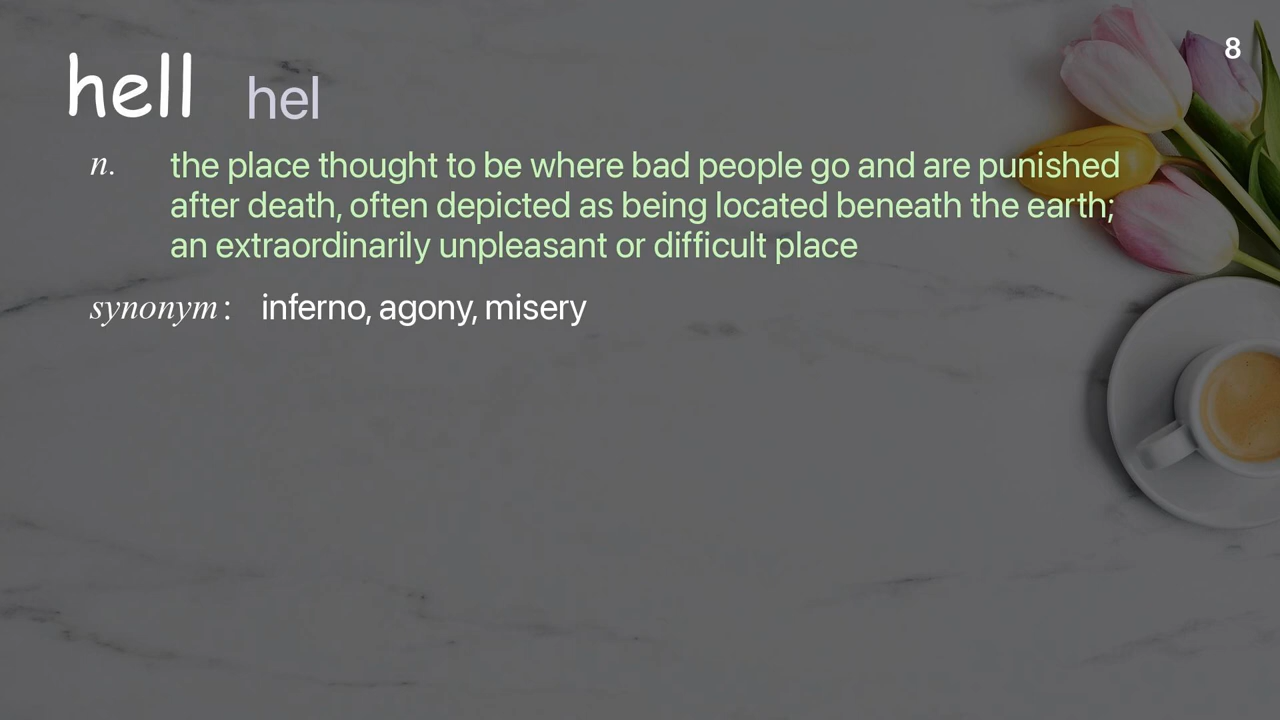 8
hell hel
n. the place thought to be where bad people go and are punished
after death, often depicted as being located beneath the earth;
an extraordinarily unpleasant or difficult place
synonym: inferno, agony, misery